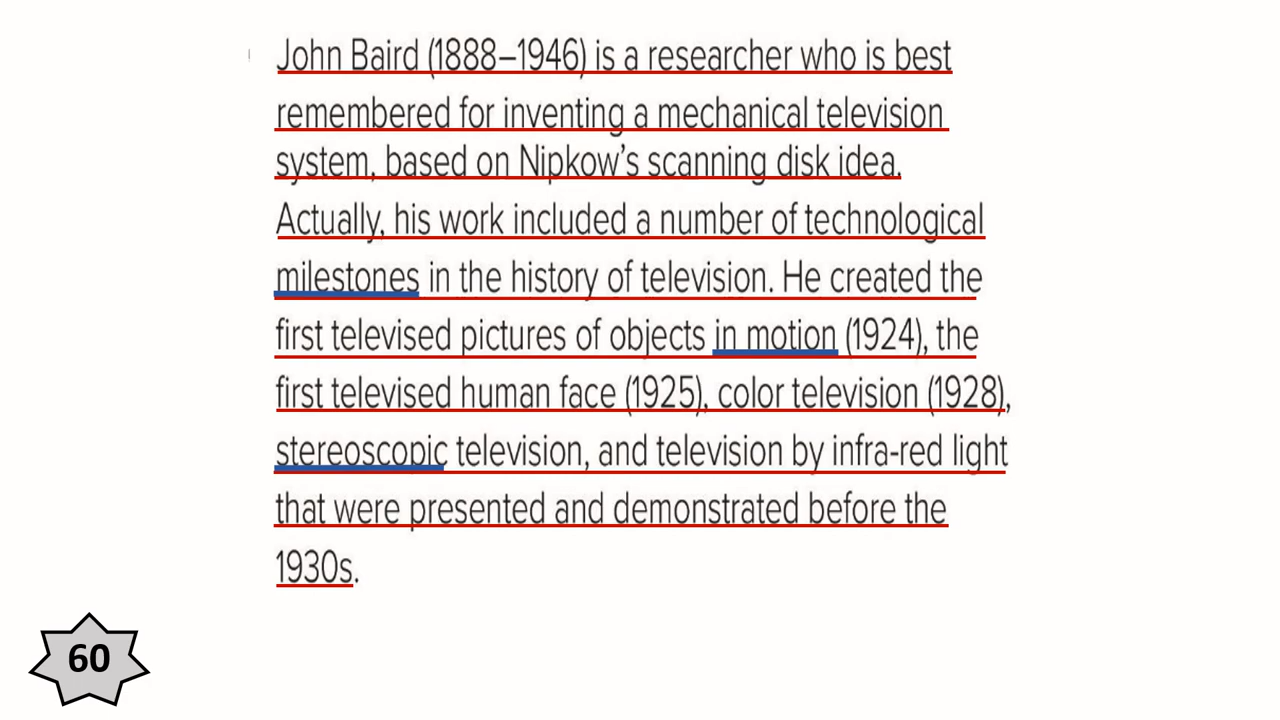 John Baird (1888–1946) is a researcher who is best
remembered for inventing a mechanical television
system, based on Nipkow’s scanning disk idea.
Actually, his work included a number of technological
milestones in the history of television. He created the
first televised pictures of objects in motion (1924), the
first televised human face (1925), color television (1928),
stereoscopic television, and television by infra-red light
that were presented and demonstrated before the
1930s.
60